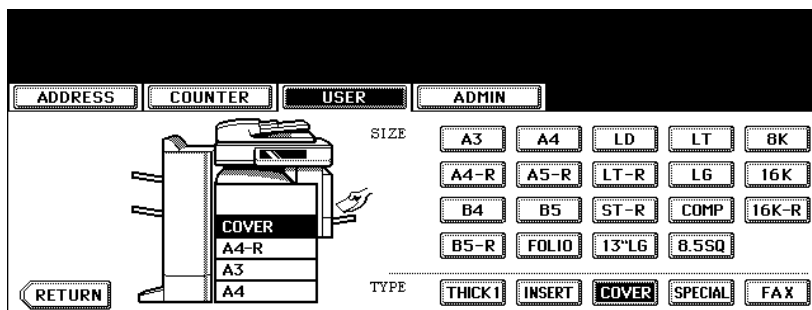 ADDRESS COUNTER USER ADMIN
SIZE A3 A4 LD LT 8K
A4-R A5-R LT-R LG 16K
B4 B5 ST-R COMP 16K-R
COVER
A4-R B5-R FOLIO 13"LG 8.5SQ
A3
RETURN A4 TYPE THICK1 INSERT COVER SPECIAL FAX